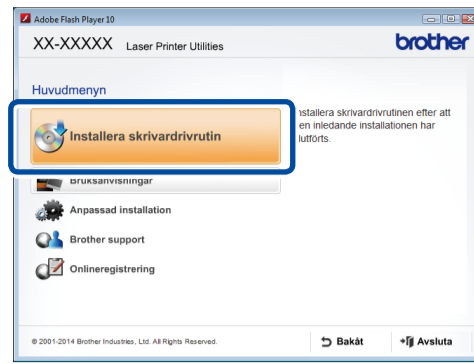 Adobe Flash Player 10
XX-XXXXX Laser Printer Utilities
brother
Huvudmenyn
Installera skrivardrivrutin
nstallera skrivardrivrutinen efter att
en inledande installationen har
lutförts.
Bruksanvisningar
Anpassad installation
Brother support
Onlineregistrering
© 2001-2014 Brother Industries, Ltd. All Rights Reserved.
Bakåt
Avsluta